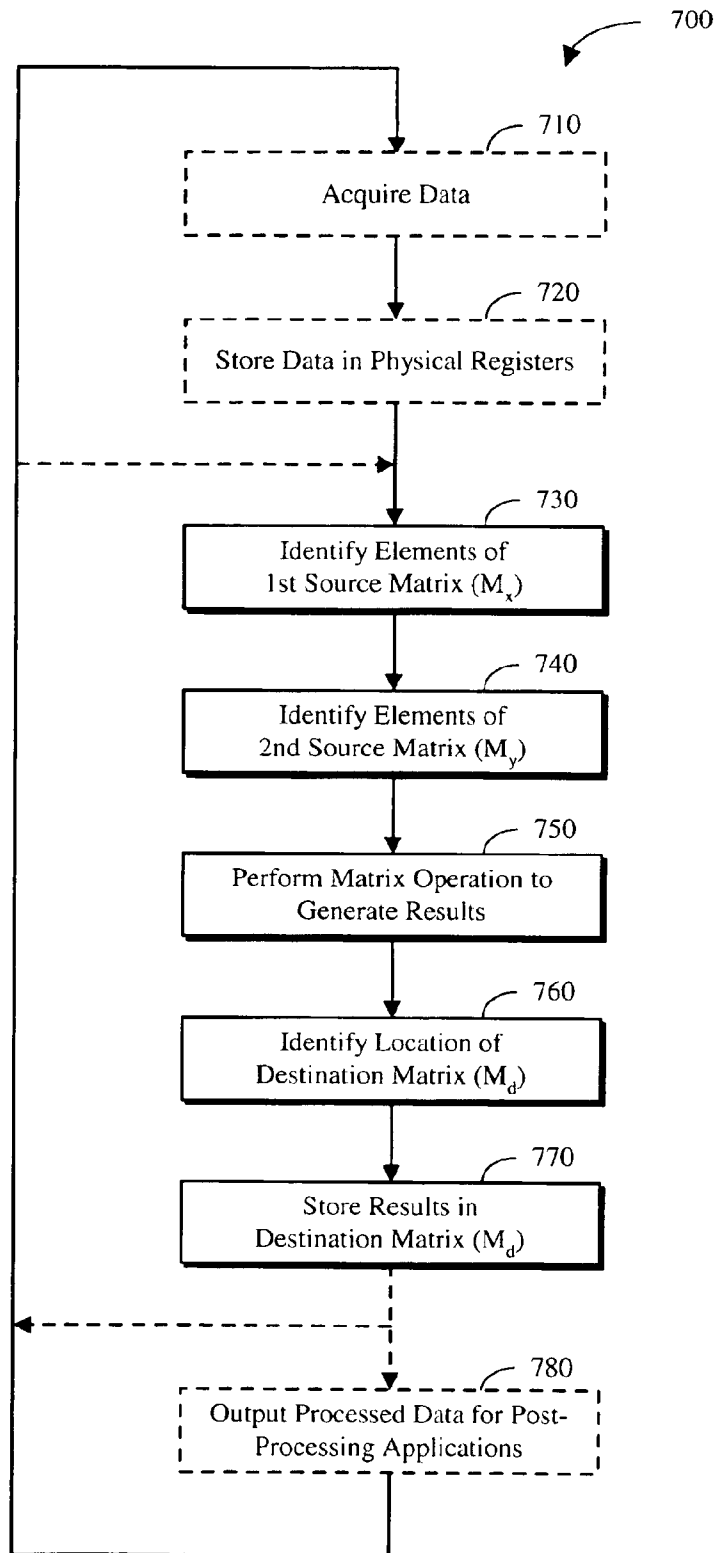 700
710
Acquire Data
720
Store Data in Physical Registers
730
Identify Elements of
1st Source Matrix (Mx)
740
Identify Elements of
2nd Source Matrix (My)
750
Perform Matrix Operation to
Generate Results
760
Identify Location of
Destination Matrix (Md)
770
Store Results in
Destination Matrix (Md)
780
Output Processed Data for Post-
Processing Applications